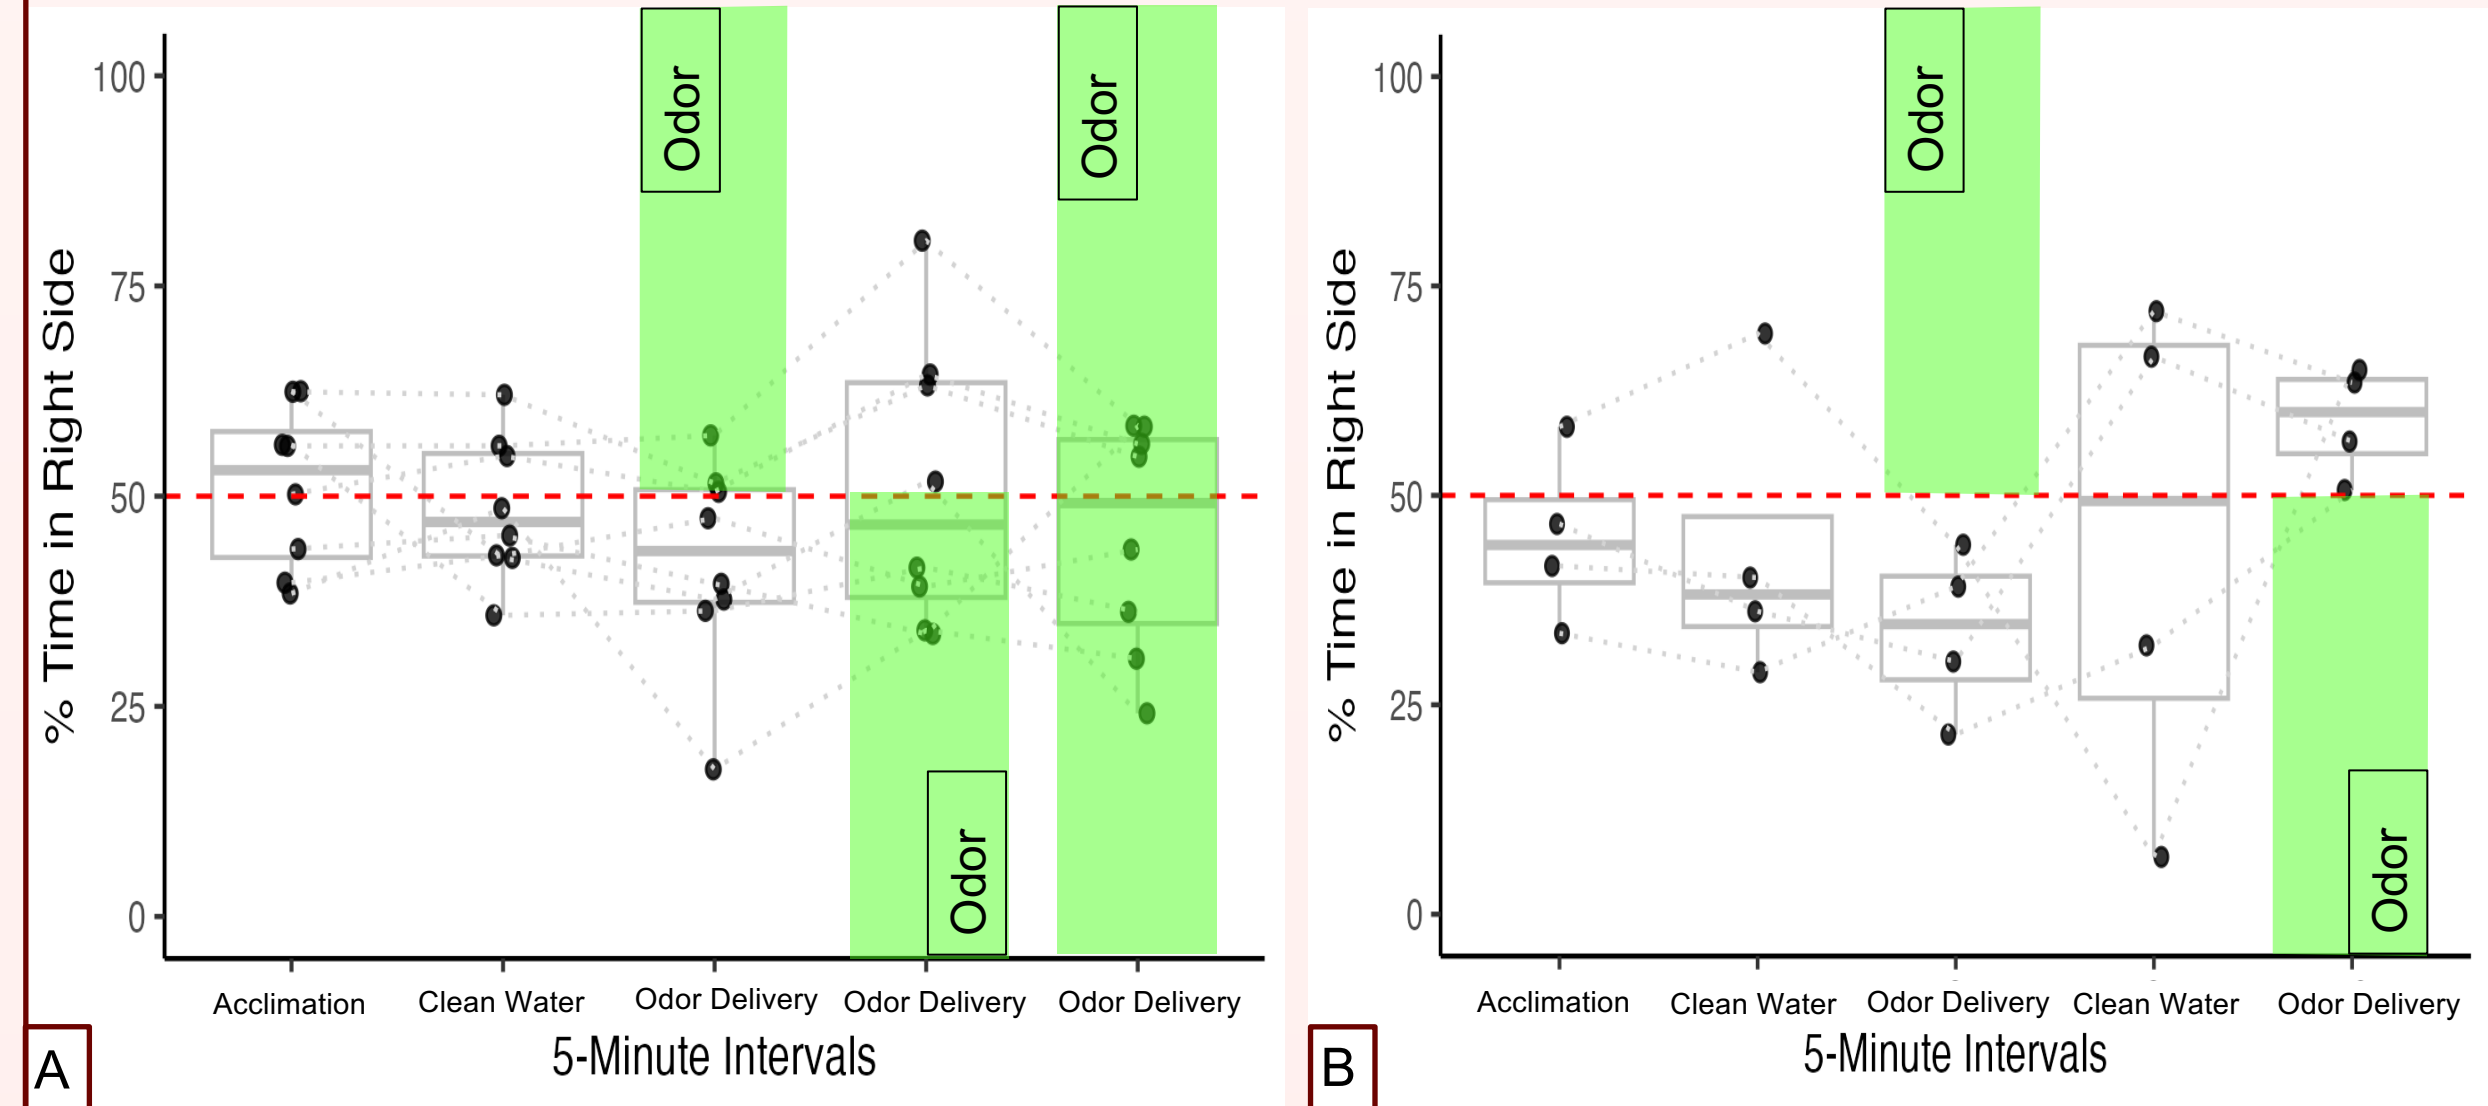 Odor
Odor
100
75
50
25
0
% Time in Right Side
Odor
Acclimation
Clean Water
Odor Delivery
Odor Delivery
Odor Delivery
5-Minute Intervals
A
Odor
100
75
50
25
0
% Time in Right Side
Odor
Acclimation
Clean Water
Odor Delivery
Clean Water
Odor Delivery
5-Minute Intervals
B